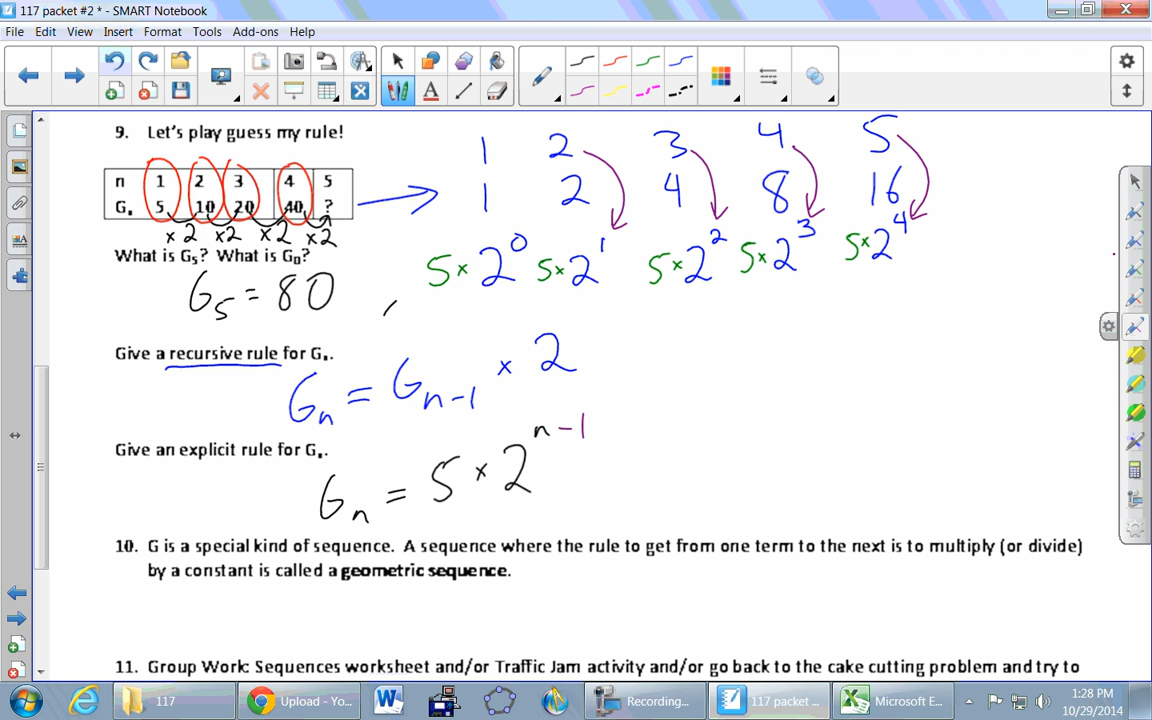 117 packet #2 * - SMART Notebook
File Edit View Insert Format Tools Add-ons Help
9. Let's play guess my rule!
n 1 2 3 4 5
Gₙ 5 10 20 40 ?
x 2 x2 x 2 x2
1 2 3 4 5
1 2 4 8 16
5 x 2⁰ 5 x 2¹ 5 x 2² 5 x 2³ 5 x 2⁴
What is G₅? What is G₀?
G₅ = 80 ,
Give a recursive rule for Gₙ.
Gₙ = Gₙ₋₁ x 2
Give an explicit rule for Gₙ.
Gₙ = 5 x 2ⁿ⁻¹
10. G is a special kind of sequence. A sequence where the rule to get from one term to the next is to multiply (or divide)
by a constant is called a geometric sequence.
11. Group Work: Sequences worksheet and/or Traffic Jam activity and/or go back to the cake cutting problem and try to
117
Upload - Yo...
Recording...
117 packet ...
Microsoft E...
1:28 PM
10/29/2014